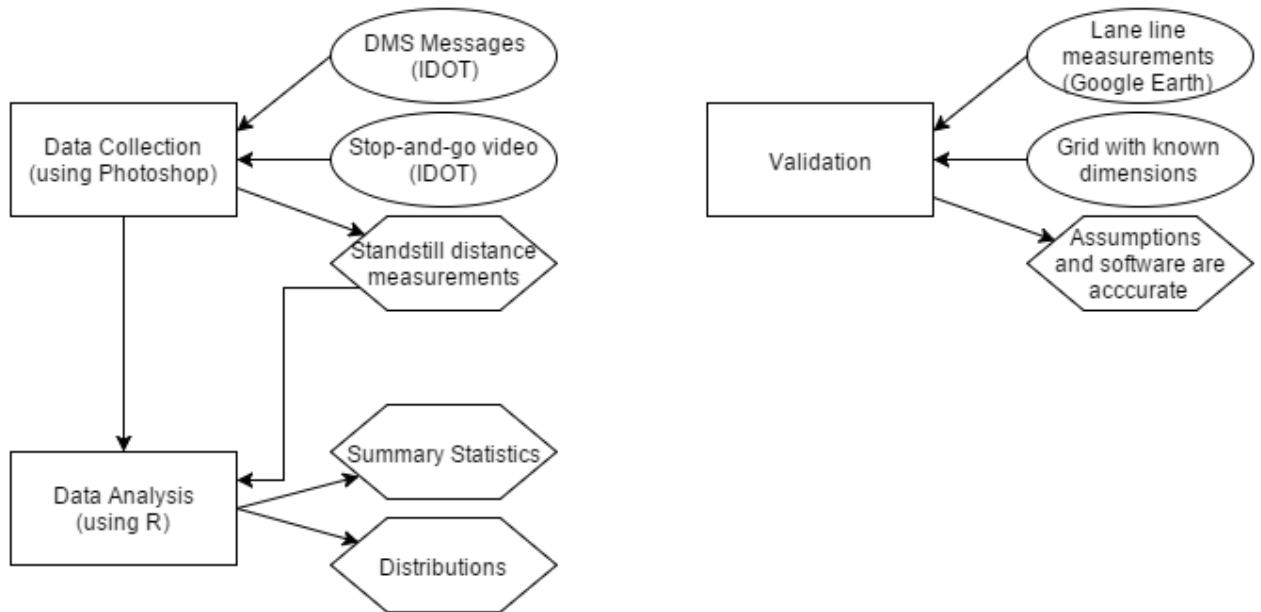 DMS Messages
(IDOT)
Data Collection
(using Photoshop)
Stop-and-go video
(IDOT)
Standstill distance
measurements
Summary Statistics
Data Analysis
(using R)
Distributions
Lane line
measurements
(Google Earth)
Validation
Grid with known
dimensions
Assumptions
and software are
acccurate